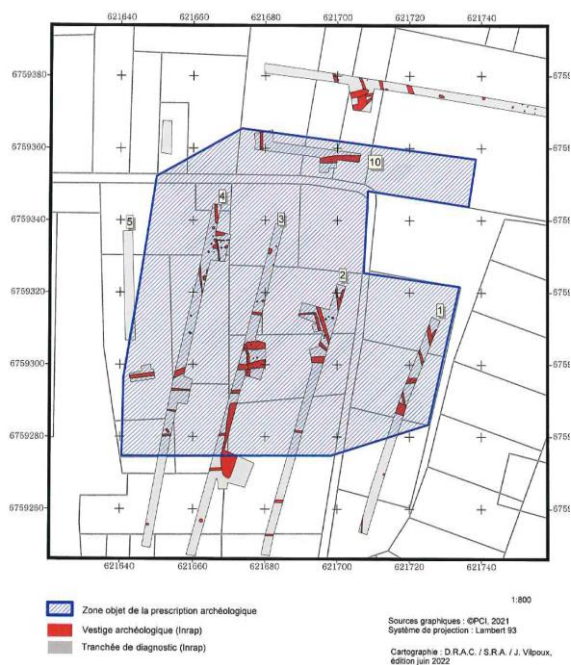 621640 621660 621680 621700 621720 621740
6759380
6759360
10
6759340
4
3
5
2
6759320
1
6759300
6759280
6759260
621640 621660 621680 621700 621720 621740
1:800
Zone objet de la prescription archéologique
Vestige archéologique (Inrap)
Tranchée de diagnostic (Inrap)
Sources graphiques : ©PCI, 2021
Système de projection : Lambert 93
Cartographie : D.R.A.C. / S.R.A. / J. Vilpoux,
édition juin 2022